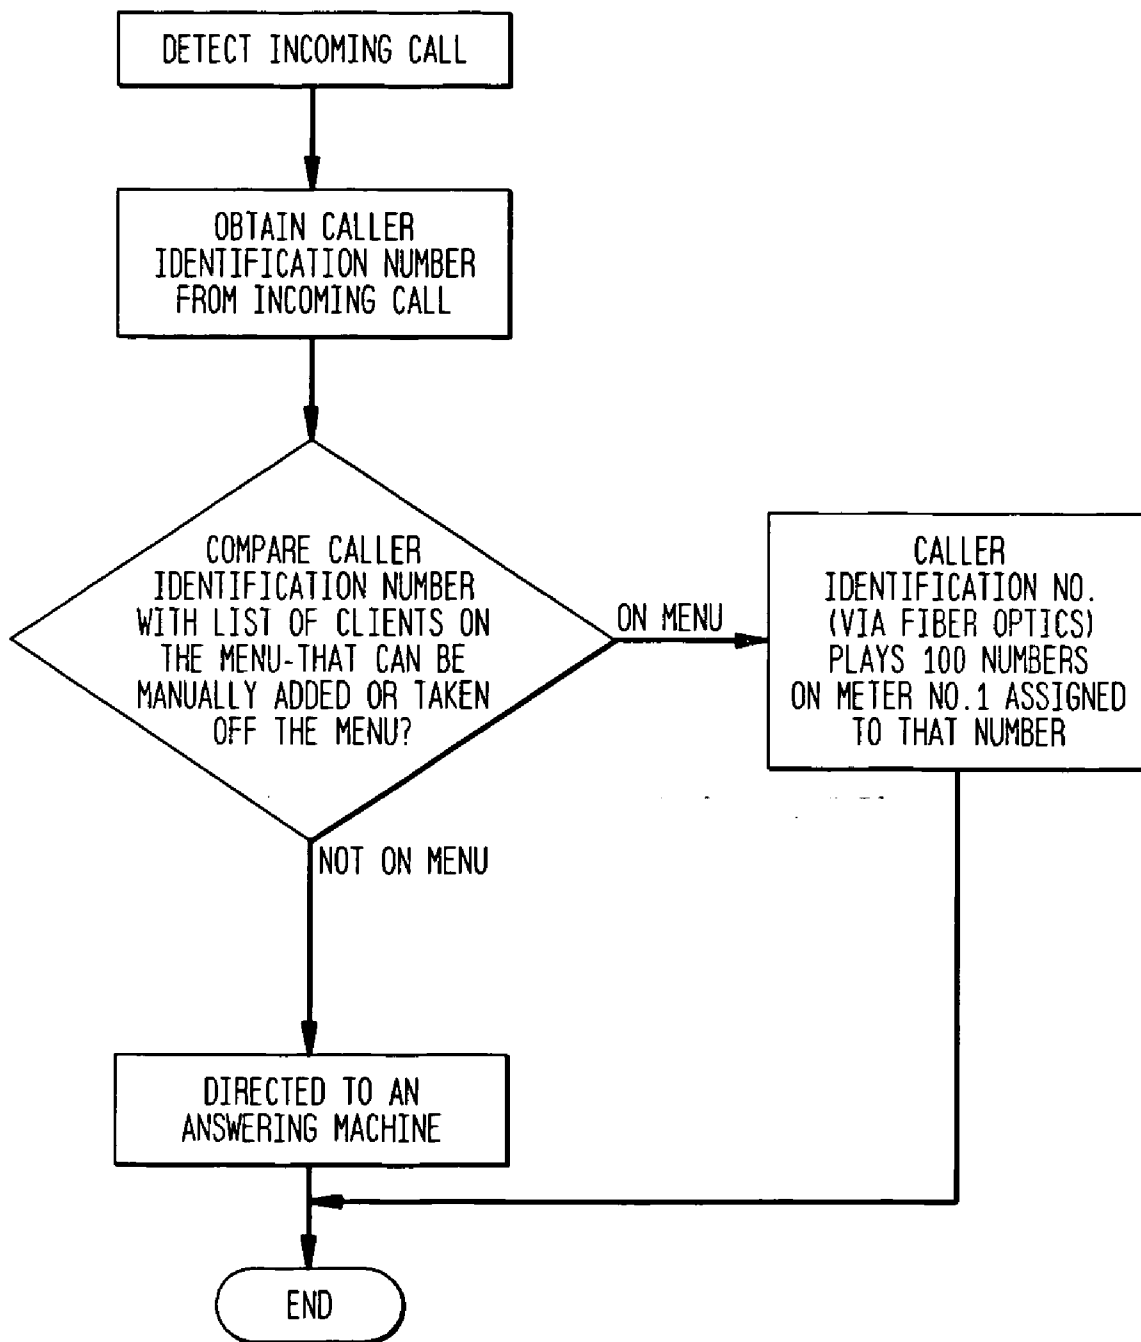 DETECT INCOMING CALL
OBTAIN CALLER
IDENTIFICATION NUMBER
FROM INCOMING CALL
COMPARE CALLER
IDENTIFICATION NUMBER
WITH LIST OF CLIENTS ON
THE MENU-THAT CAN BE
MANUALLY ADDED OR TAKEN
OFF THE MENU?
ON MENU
CALLER
IDENTIFICATION NO.
(VIA FIBER OPTICS)
PLAYS 100 NUMBERS
ON METER NO.1 ASSIGNED
TO THAT NUMBER
NOT ON MENU
DIRECTED TO AN
ANSWERING MACHINE
END